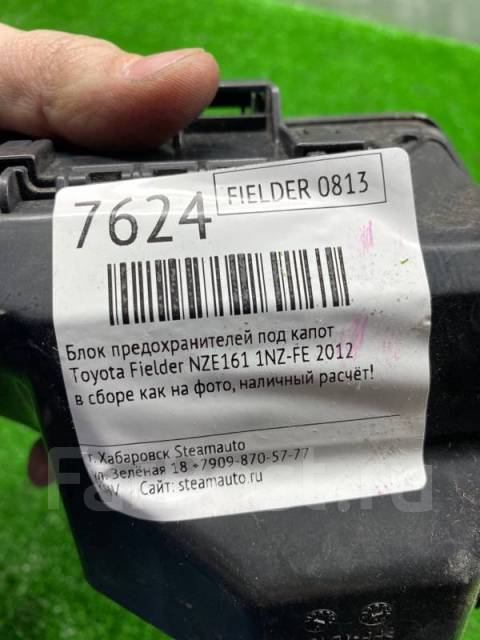 7624
FIELDER 0813
Блок предохранителей под капот
Toyota Fielder NZE161 1NZ-FE 2012
в сборе как на фото, наличный расчёт!
г. Хабаровск Steamauto
ул. Зелёная 18 +7909-870-57-77
Сайт: steamauto.ru